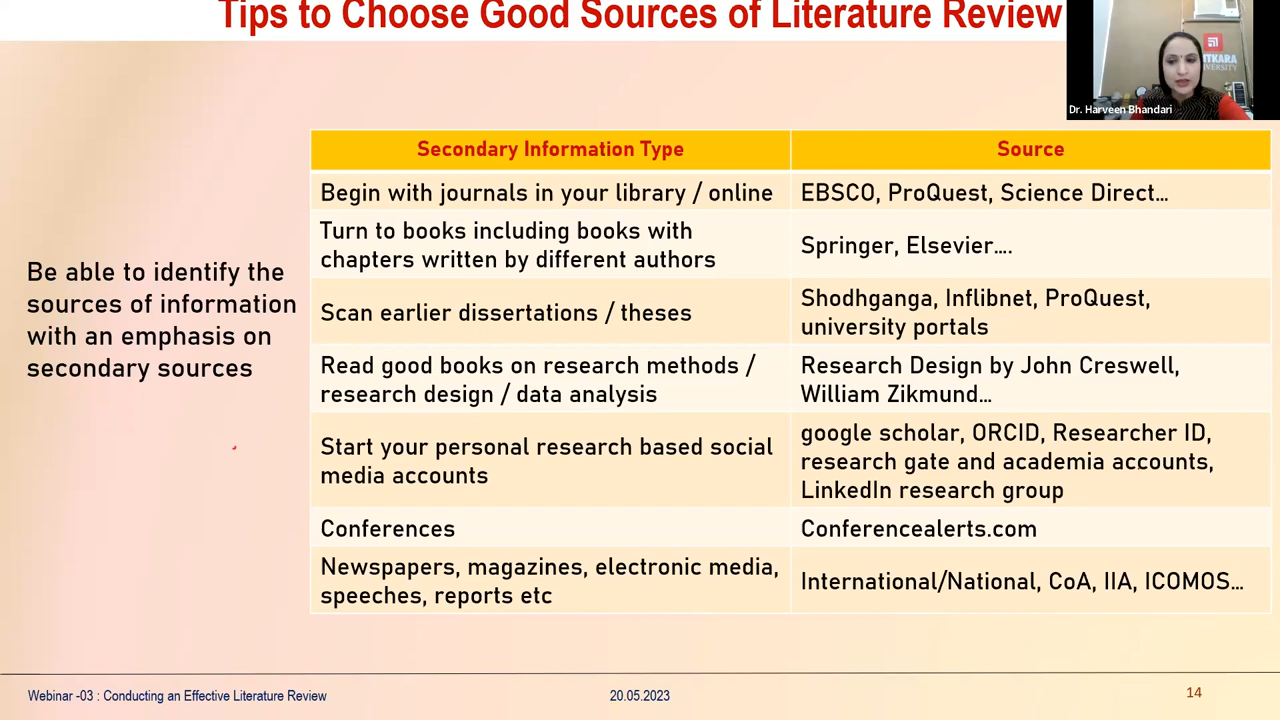 Tips to Choose Good Sources of Literature Review
Dr. Harveen Bhandari
Be able to identify the
sources of information
with an emphasis on
secondary sources
Secondary Information Type
Source
Begin with journals in your library / online
EBSCO, ProQuest, Science Direct...
Turn to books including books with
chapters written by different authors
Springer, Elsevier....
Scan earlier dissertations / theses
Shodhganga, Inflibnet, ProQuest,
university portals
Read good books on research methods /
research design / data analysis
Research Design by John Creswell,
William Zikmund...
Start your personal research based social
media accounts
google scholar, ORCID, Researcher ID,
research gate and academia accounts,
LinkedIn research group
Conferences
Conferencealerts.com
Newspapers, magazines, electronic media,
speeches, reports etc
International/National, CoA, IIA, ICOMOS...
Webinar -03 : Conducting an Effective Literature Review
20.05.2023
14